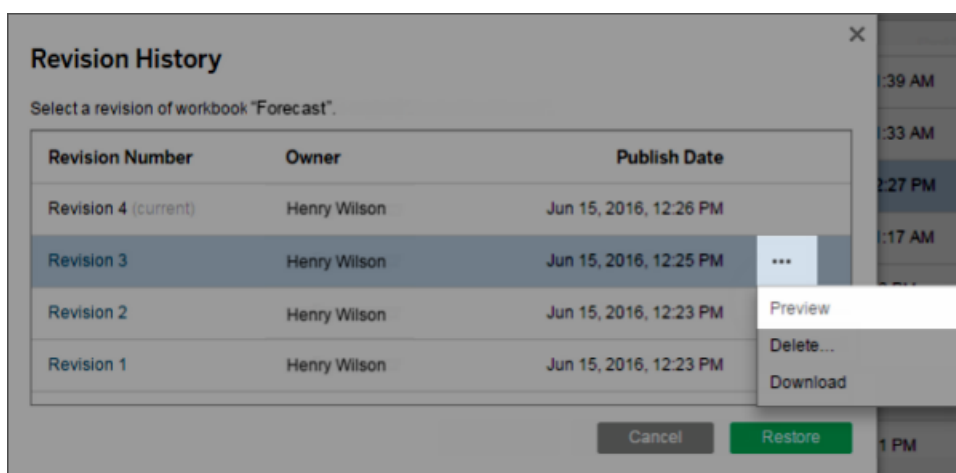 Revision History
Select a revision of workbook "Forecast".
Revision Number Owner Publish Date
Revision 4 (current) Henry Wilson Jun 15, 2016, 12:26 PM
Revision 3 Henry Wilson Jun 15, 2016, 12:25 PM ...
Revision 2 Henry Wilson Jun 15, 2016, 12:23 PM
Revision 1 Henry Wilson Jun 15, 2016, 12:23 PM
Preview
Delete...
Download
Cancel Restore
:39 AM
:33 AM
2:27 PM
:17 AM
1 PM